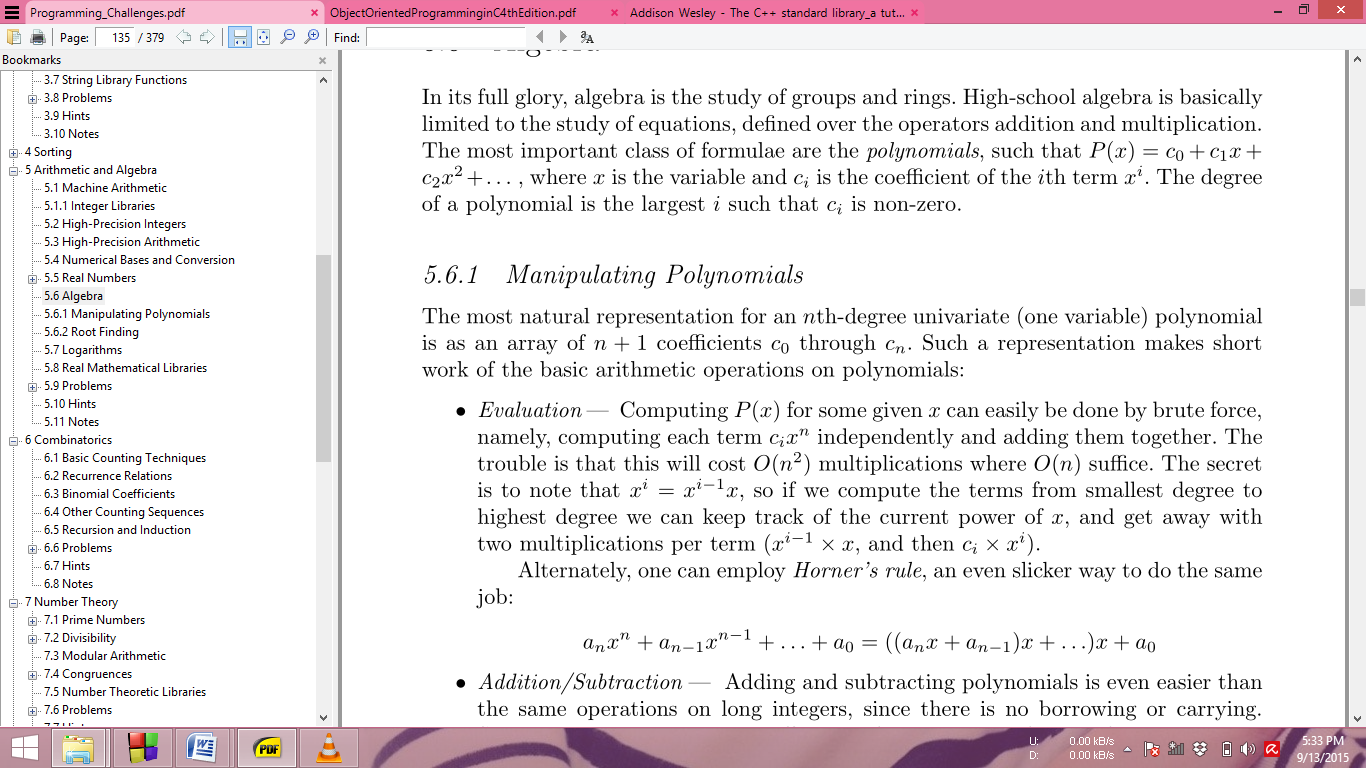 Programming_Challenges.pdf
ObjectOrientedProgramminginC4thEdition.pdf
Addison Wesley - The C++ standard library_a tut...
Page: 135 / 379
Find:
Bookmarks
3.7 String Library Functions
3.8 Problems
3.9 Hints
3.10 Notes
4 Sorting
5 Arithmetic and Algebra
5.1 Machine Arithmetic
5.1.1 Integer Libraries
5.2 High-Precision Integers
5.3 High-Precision Arithmetic
5.4 Numerical Bases and Conversion
5.5 Real Numbers
5.6 Algebra
5.6.1 Manipulating Polynomials
5.6.2 Root Finding
5.7 Logarithms
5.8 Real Mathematical Libraries
5.9 Problems
5.10 Hints
5.11 Notes
6 Combinatorics
6.1 Basic Counting Techniques
6.2 Recurrence Relations
6.3 Binomial Coefficients
6.4 Other Counting Sequences
6.5 Recursion and Induction
6.6 Problems
6.7 Hints
6.8 Notes
7 Number Theory
7.1 Prime Numbers
7.2 Divisibility
7.3 Modular Arithmetic
7.4 Congruences
7.5 Number Theoretic Libraries
7.6 Problems
In its full glory, algebra is the study of groups and rings. High-school algebra is basically
limited to the study of equations, defined over the operators addition and multiplication.
The most important class of formulae are the polynomials, such that P(x) = c₀ + c₁x +
c₂x² + . . . , where x is the variable and cᵢ is the coefficient of the ith term xⁱ. The degree
of a polynomial is the largest i such that cᵢ is non-zero.
5.6.1 Manipulating Polynomials
The most natural representation for an nth-degree univariate (one variable) polynomial
is as an array of n + 1 coefficients c₀ through cₙ. Such a representation makes short
work of the basic arithmetic operations on polynomials:
• Evaluation — Computing P(x) for some given x can easily be done by brute force,
namely, computing each term cᵢxⁿ independently and adding them together. The
trouble is that this will cost O(n²) multiplications where O(n) suffice. The secret
is to note that xⁱ = xⁱ⁻¹x, so if we compute the terms from smallest degree to
highest degree we can keep track of the current power of x, and get away with
two multiplications per term (xⁱ⁻¹ × x, and then cᵢ × xⁱ).
Alternately, one can employ Horner's rule, an even slicker way to do the same
job:
aₙxⁿ + aₙ₋₁xⁿ⁻¹ + . . . + a₀ = ((aₙx + aₙ₋₁)x + . . .)x + a₀
• Addition/Subtraction — Adding and subtracting polynomials is even easier than
the same operations on long integers, since there is no borrowing or carrying.
PDF
U: 0.00 kB/s
D: 0.00 kB/s
5:33 PM
9/13/2015